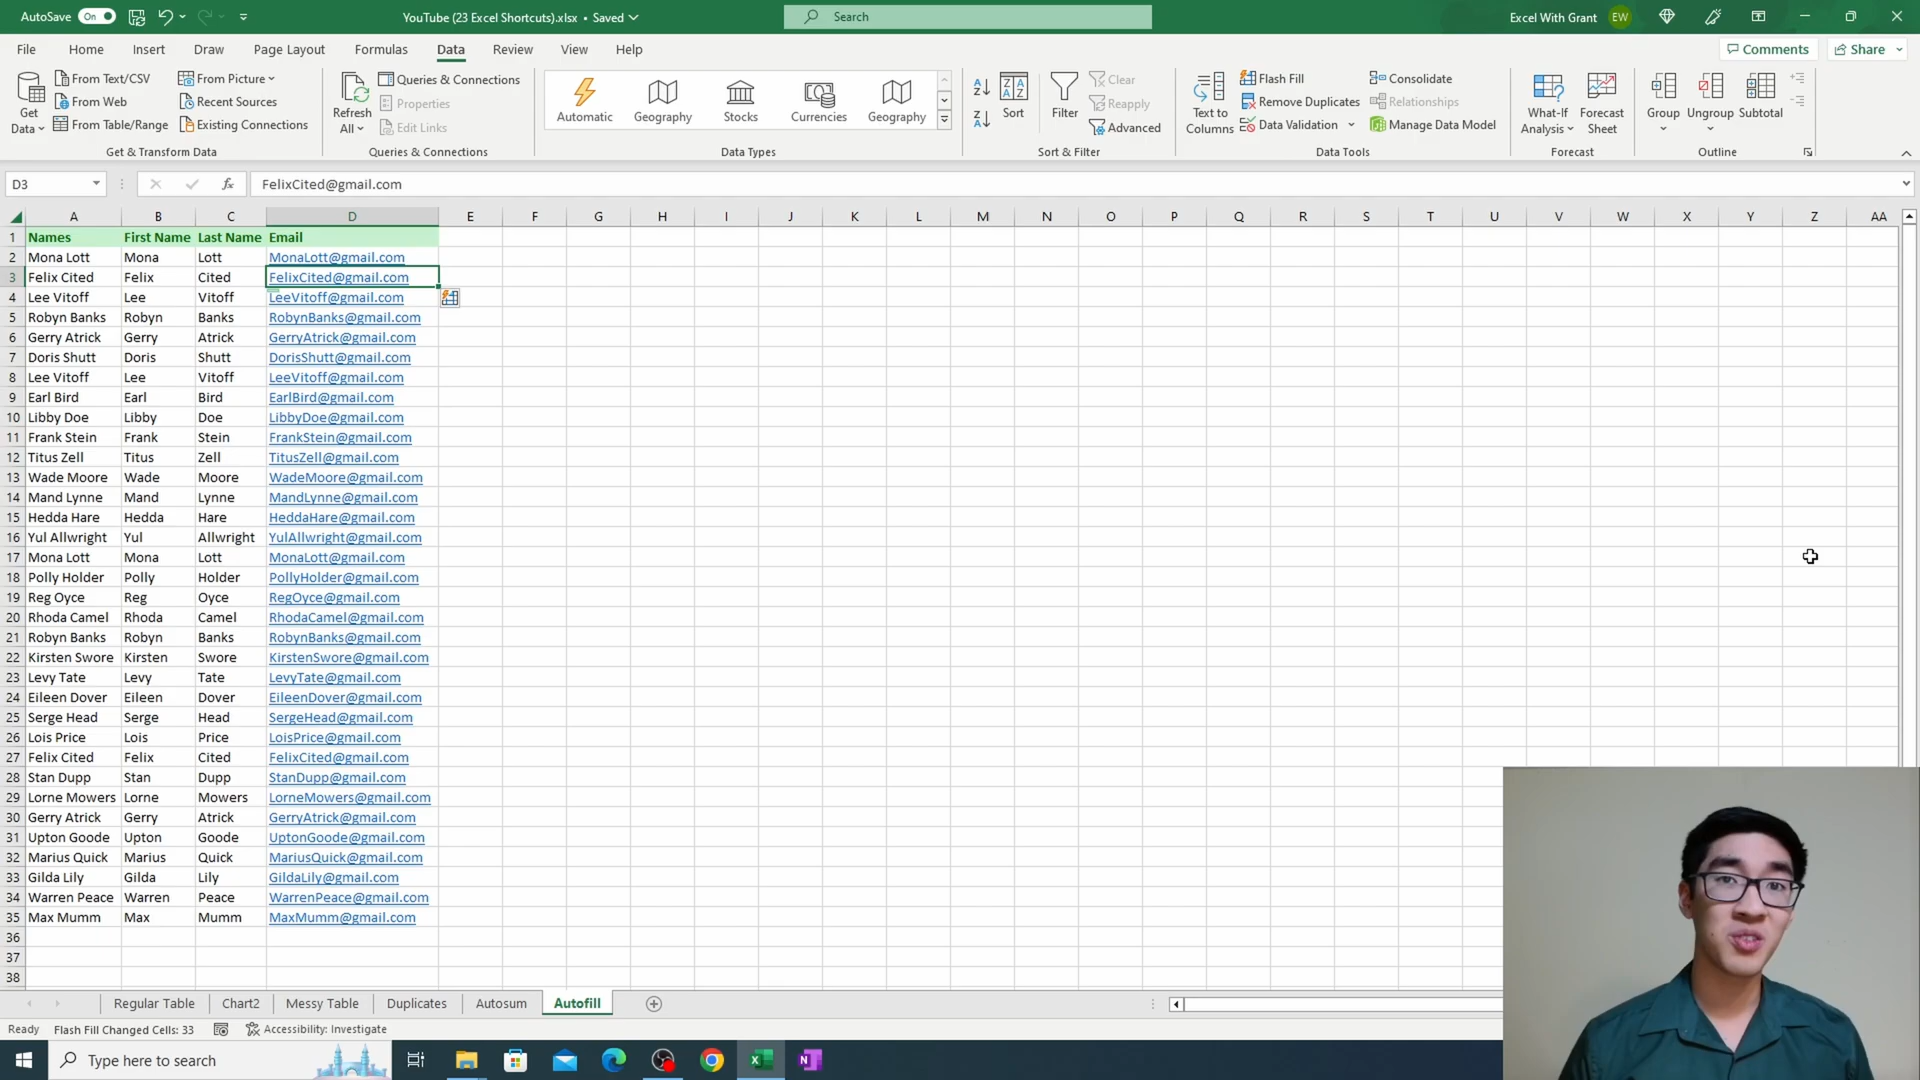 AutoSave On YouTube (23 Excel Shortcuts).xlsx • Saved Search Excel With Grant EW
File Home Insert Draw Page Layout Formulas Data Review View Help Comments Share
Get Data From Text/CSV From Picture Refresh All Queries & Connections Automatic Geography Stocks Currencies Geography Sort Filter Clear Text to Columns Flash Fill Consolidate What-If Analysis Forecast Sheet Group Ungroup Subtotal
From Web Recent Sources Properties Reapply Remove Duplicates Relationships
From Table/Range Existing Connections Edit Links Advanced Data Validation Manage Data Model
Get & Transform Data Queries & Connections Data Types Sort & Filter Data Tools Forecast Outline
D3 fx FelixCited@gmail.com
A B C D E F G H I J K L M N O P Q R S T U V W X Y Z AA
1 Names First Name Last Name Email
2 Mona Lott Mona Lott MonaLott@gmail.com
3 Felix Cited Felix Cited FelixCited@gmail.com
4 Lee Vitoff Lee Vitoff LeeVitoff@gmail.com
5 Robyn Banks Robyn Banks RobynBanks@gmail.com
6 Gerry Atrick Gerry Atrick GerryAtrick@gmail.com
7 Doris Shutt Doris Shutt DorisShutt@gmail.com
8 Lee Vitoff Lee Vitoff LeeVitoff@gmail.com
9 Earl Bird Earl Bird EarlBird@gmail.com
10 Libby Doe Libby Doe LibbyDoe@gmail.com
11 Frank Stein Frank Stein FrankStein@gmail.com
12 Titus Zell Titus Zell TitusZell@gmail.com
13 Wade Moore Wade Moore WadeMoore@gmail.com
14 Mand Lynne Mand Lynne MandLynne@gmail.com
15 Hedda Hare Hedda Hare HeddaHare@gmail.com
16 Yul Allwright Yul Allwright YulAllwright@gmail.com
17 Mona Lott Mona Lott MonaLott@gmail.com
18 Polly Holder Polly Holder PollyHolder@gmail.com
19 Reg Oyce Reg Oyce RegOyce@gmail.com
20 Rhoda Camel Rhoda Camel RhodaCamel@gmail.com
21 Robyn Banks Robyn Banks RobynBanks@gmail.com
22 Kirsten Swore Kirsten Swore KirstenSwore@gmail.com
23 Levy Tate Levy Tate LevyTate@gmail.com
24 Eileen Dover Eileen Dover EileenDover@gmail.com
25 Serge Head Serge Head SergeHead@gmail.com
26 Lois Price Lois Price LoisPrice@gmail.com
27 Felix Cited Felix Cited FelixCited@gmail.com
28 Stan Dupp Stan Dupp StanDupp@gmail.com
29 Lorne Mowers Lorne Mowers LorneMowers@gmail.com
30 Gerry Atrick Gerry Atrick GerryAtrick@gmail.com
31 Upton Goode Upton Goode UptonGoode@gmail.com
32 Marius Quick Marius Quick MariusQuick@gmail.com
33 Gilda Lily Gilda Lily GildaLily@gmail.com
34 Warren Peace Warren Peace WarrenPeace@gmail.com
35 Max Mumm Max Mumm MaxMumm@gmail.com
36
37
38
Regular Table Chart2 Messy Table Duplicates Autosum Autofill
Ready Flash Fill Changed Cells: 33 Accessibility: Investigate
Type here to search